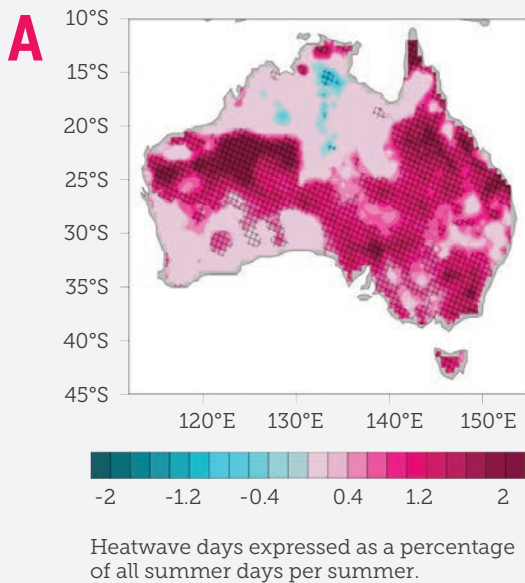 A
10°S
15°S
20°S
25°S
30°S
35°S
40°S
45°S
120°E 130°E 140°E 150°E
-2 -1.2 -0.4 0.4 1.2 2
Heatwave days expressed as a percentage
of all summer days per summer.